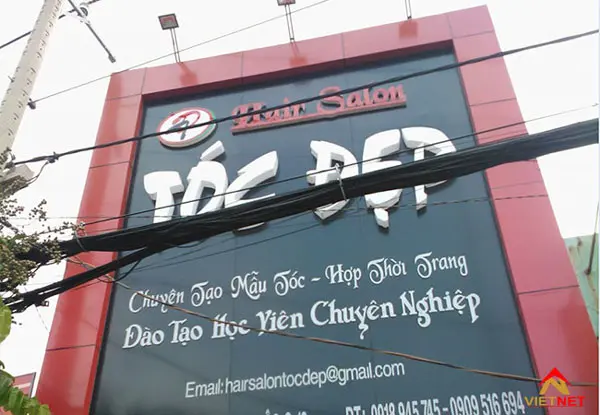 Hair Salon
TÓC ĐẸP
Chuyên Tạo Mẫu Tóc - Hợp Thời Trang
Đào Tạo Học Viên Chuyên Nghiệp
Email: hairsalontocdep@gmail.com
ĐT: 0918 945 745 - 0909 516 694
VIETNET